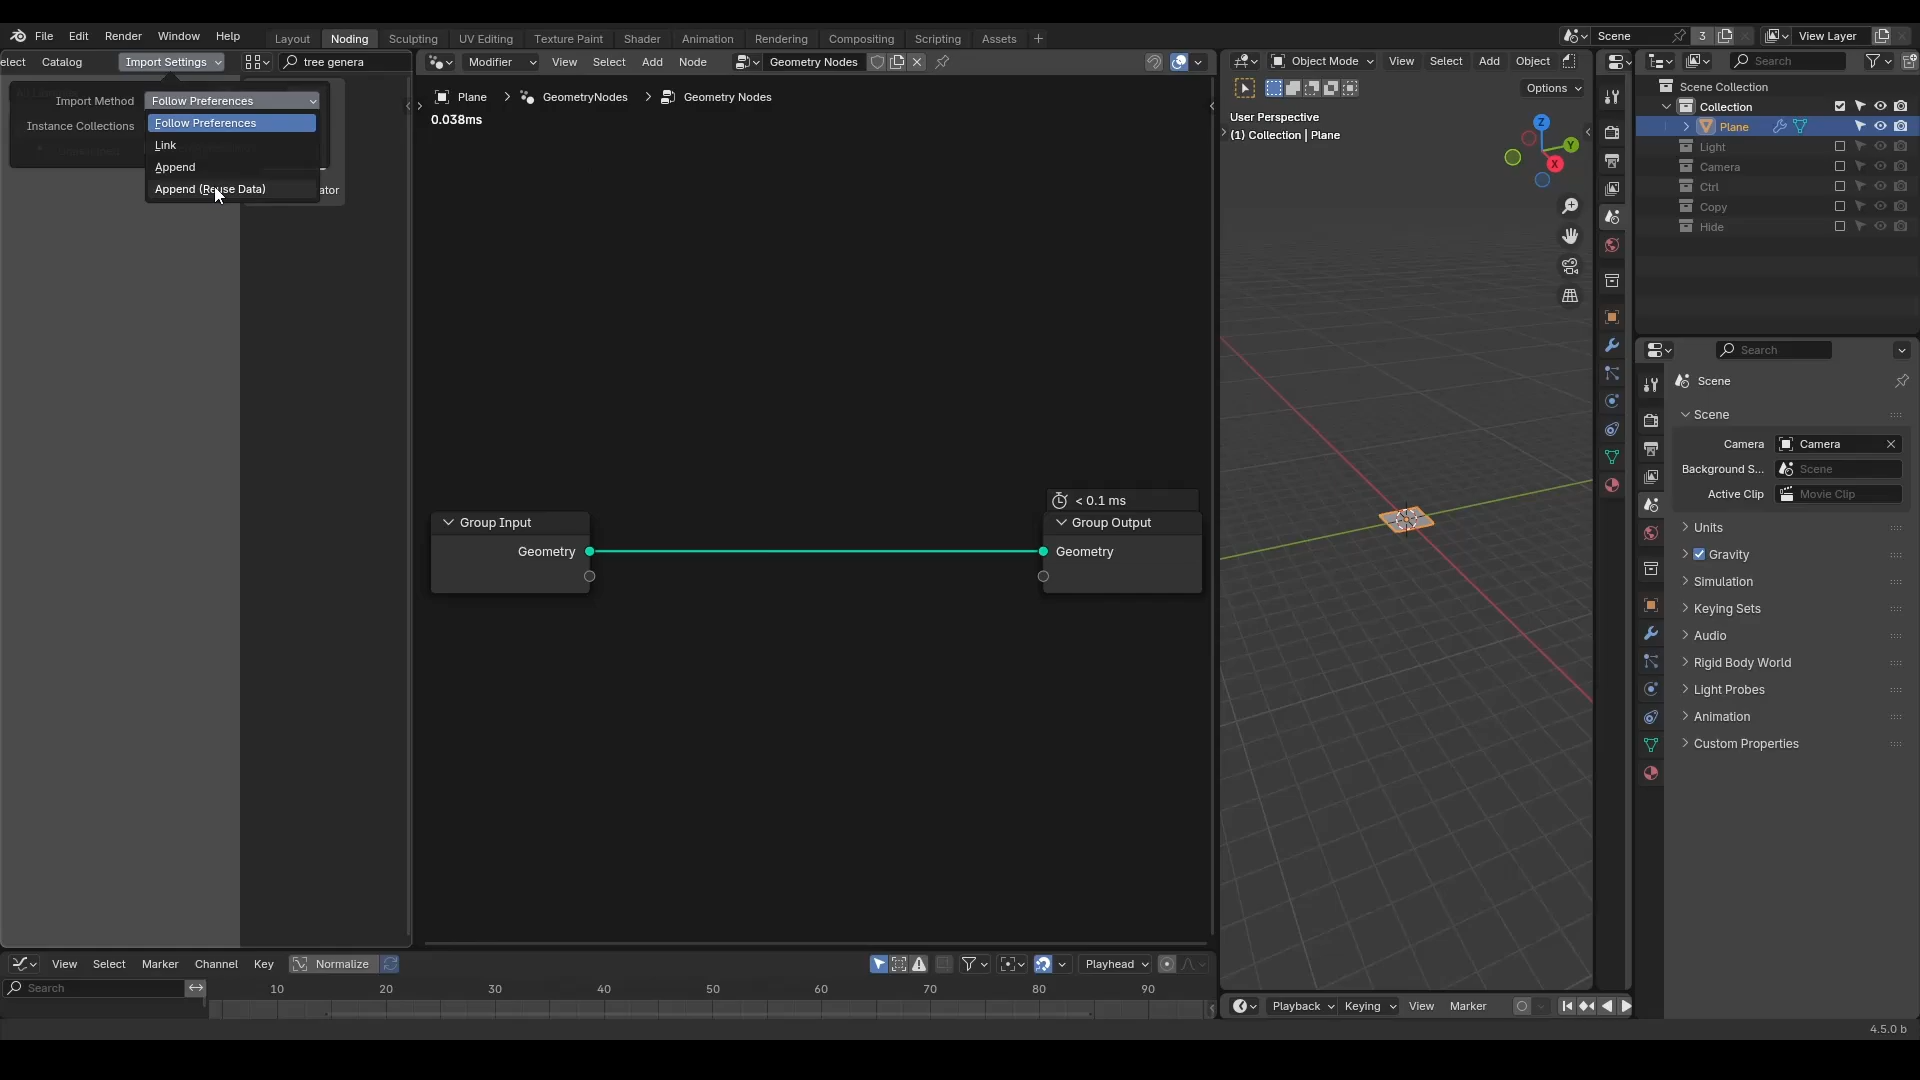 File Edit Render Window Help
Layout Noding Sculpting UV Editing Texture Paint Shader Animation Rendering Compositing Scripting Assets +
Scene 3 View Layer
elect Catalog Import Settings tree genera
Import Method Follow Preferences
Follow Preferences
Instance Collections
Link
Append
Append (Reuse Data)
ator
Modifier View Select Add Node Geometry Nodes
Plane > GeometryNodes > Geometry Nodes
0.038ms
< 0.1 ms
Group Input
Geometry
Group Output
Geometry
Object Mode View Select Add Object
Options
User Perspective
(1) Collection | Plane
Z
Y
X
Search
Scene Collection
Collection
Plane
Light
Camera
Ctrl
Copy
Hide
Search
Scene
Scene
Camera Camera
Background S... Scene
Active Clip Movie Clip
Units
Gravity
Simulation
Keying Sets
Audio
Rigid Body World
Light Probes
Animation
Custom Properties
View Select Marker Channel Key Normalize Playhead
Search
10 20 30 40 50 60 70 80 90
Playback Keying View Marker
4.5.0 b